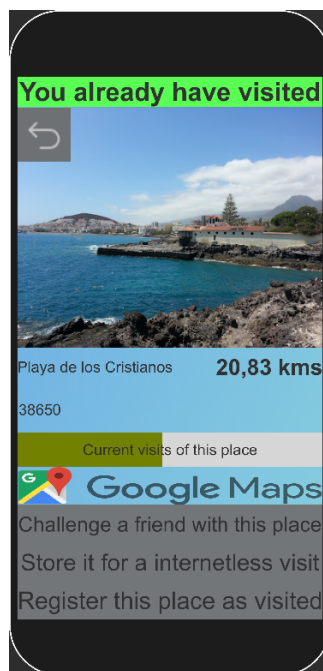 You already have visited
Playa de los Cristianos 20,83 kms
38650
Current visits of this place
G Google Maps
Challenge a friend with this place
Store it for a internetless visit
Register this place as visited